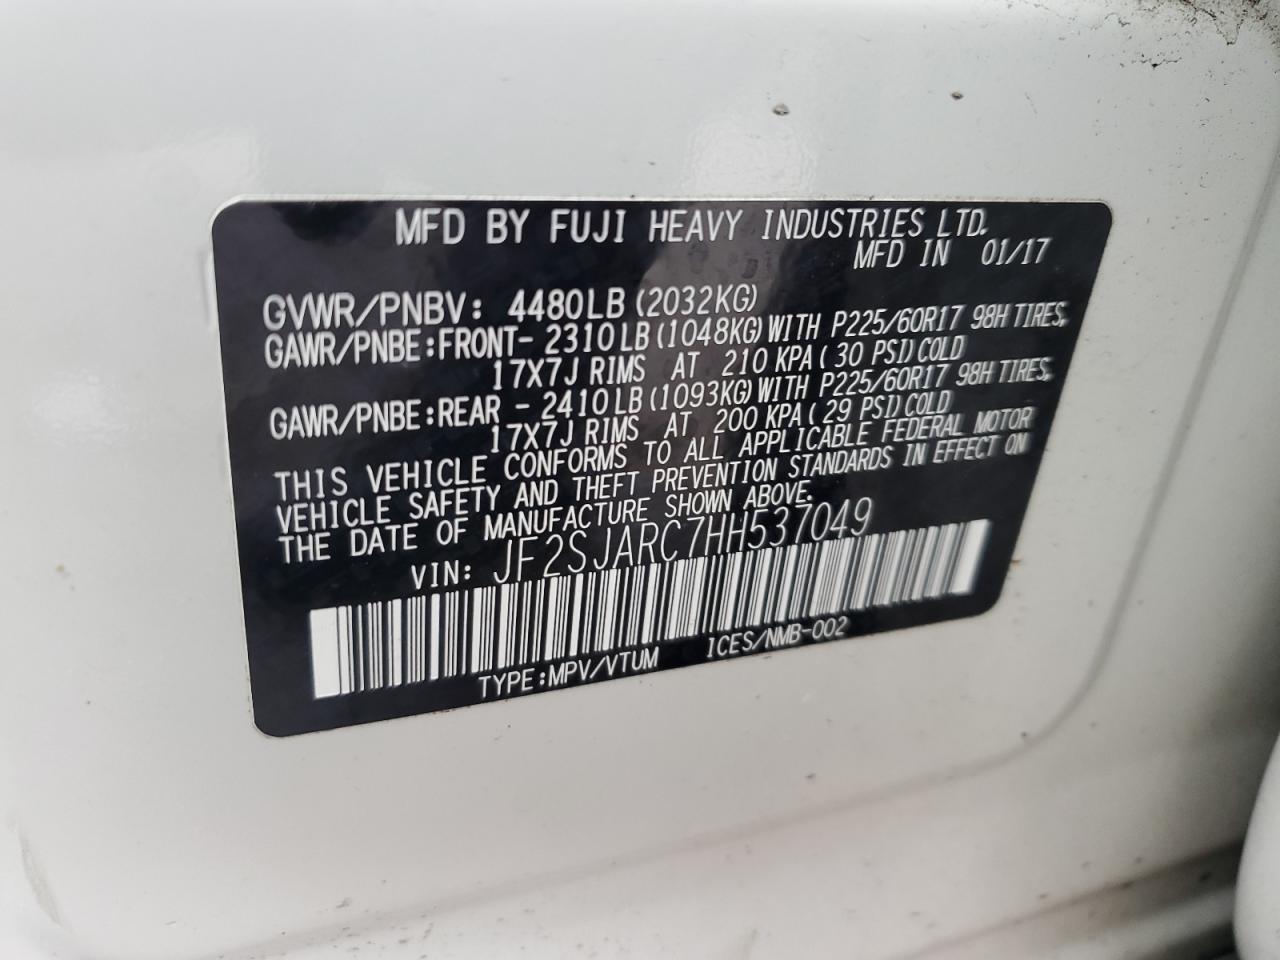 MFD BY FUJI HEAVY INDUSTRIES LTD.
MFD IN 01/17
GVWR/PNBV: 4480LB(2032KG)
GAWR/PNBE:FRONT- 2310LB(1048KG)WITH P225/60R17 98H TIRES,
17X7J RIMS AT 210 KPA(30 PSI)COLD
GAWR/PNBE:REAR - 2410LB(1093KG)WITH P225/60R17 98H TIRES,
17X7J RIMS AT 200 KPA(29 PSI)COLD
THIS VEHICLE CONFORMS TO ALL APPLICABLE FEDERAL MOTOR
VEHICLE SAFETY AND THEFT PREVENTION STANDARDS IN EFFECT ON
THE DATE OF MANUFACTURE SHOWN ABOVE.
VIN: JF2SJARC7HH537049
TYPE:MPV/VTUM ICES/NMB-002